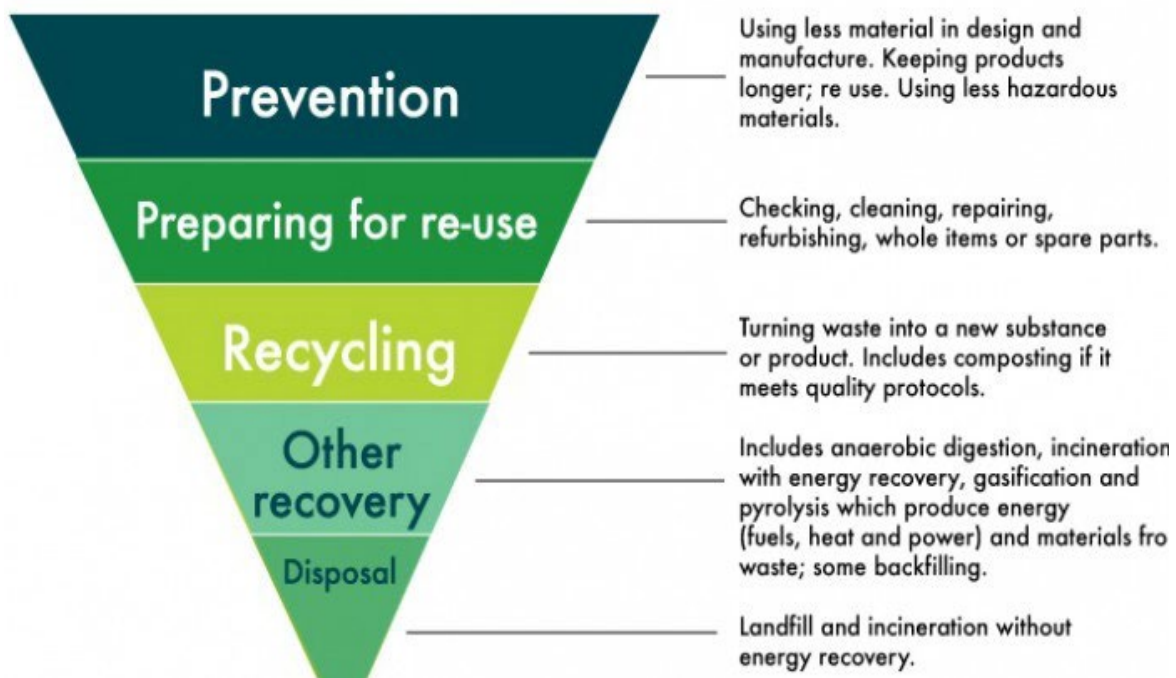 Prevention
Using less material in design and
manufacture. Keeping products
longer; re use. Using less hazardous
materials.
Preparing for re-use
Checking, cleaning, repairing,
refurbishing, whole items or spare parts.
Recycling
Turning waste into a new substance
or product. Includes composting if it
meets quality protocols.
Other
recovery
Includes anaerobic digestion, incineration
with energy recovery, gasification and
pyrolysis which produce energy
(fuels, heat and power) and materials fro
waste; some backfilling.
Disposal
Landfill and incineration without
energy recovery.